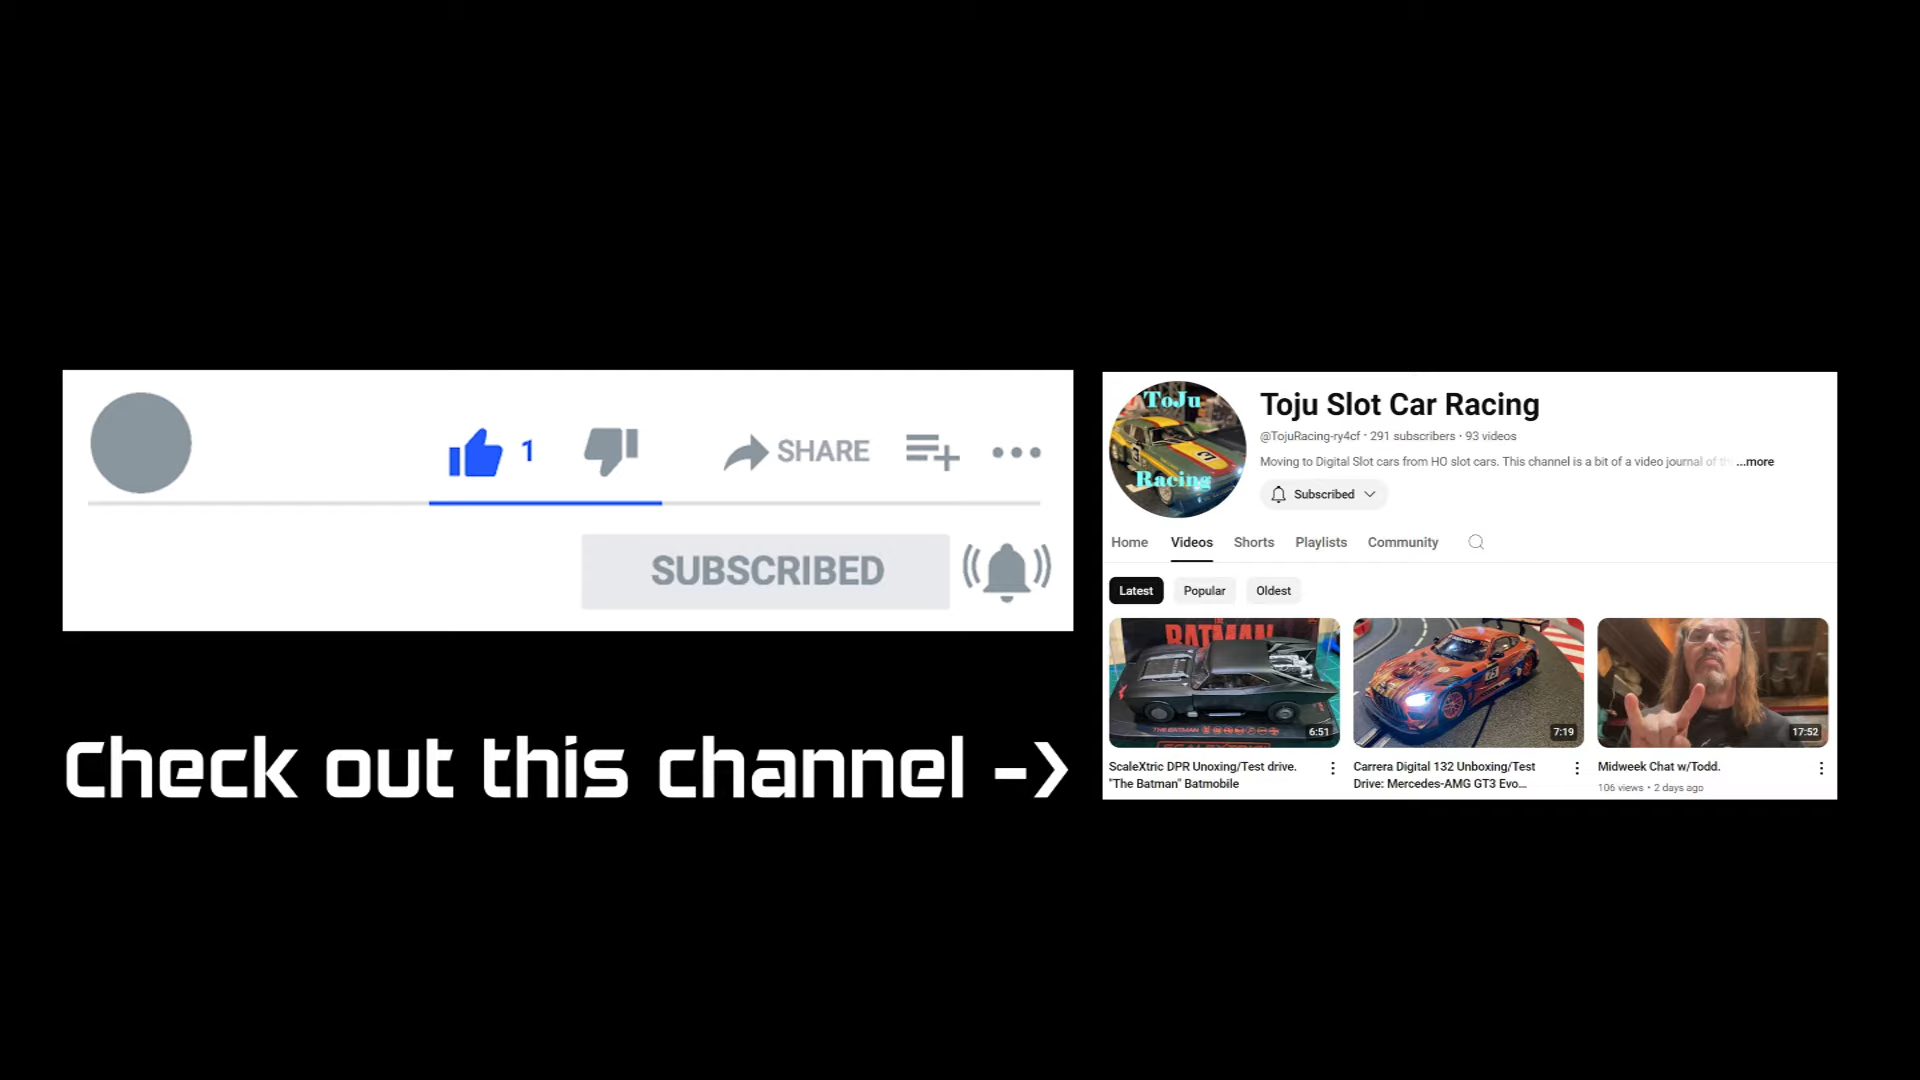 1
SHARE
SUBSCRIBED
Check out this channel ->
ToJu
Racing
Toju Slot Car Racing
@TojuRacing-ry4cf · 291 subscribers · 93 videos
Moving to Digital Slot cars from HO slot cars. This channel is a bit of a video journal of ...more
Subscribed
Home Videos Shorts Playlists Community
Latest Popular Oldest
BATMAN
THE BATMAN
6:51
ScaleXtric DPR Unoxing/Test drive.
"The Batman" Batmobile
75
7:19
Carrera Digital 132 Unboxing/Test
Drive: Mercedes-AMG GT3 Evo...
17:52
Midweek Chat w/Todd.
106 views • 2 days ago